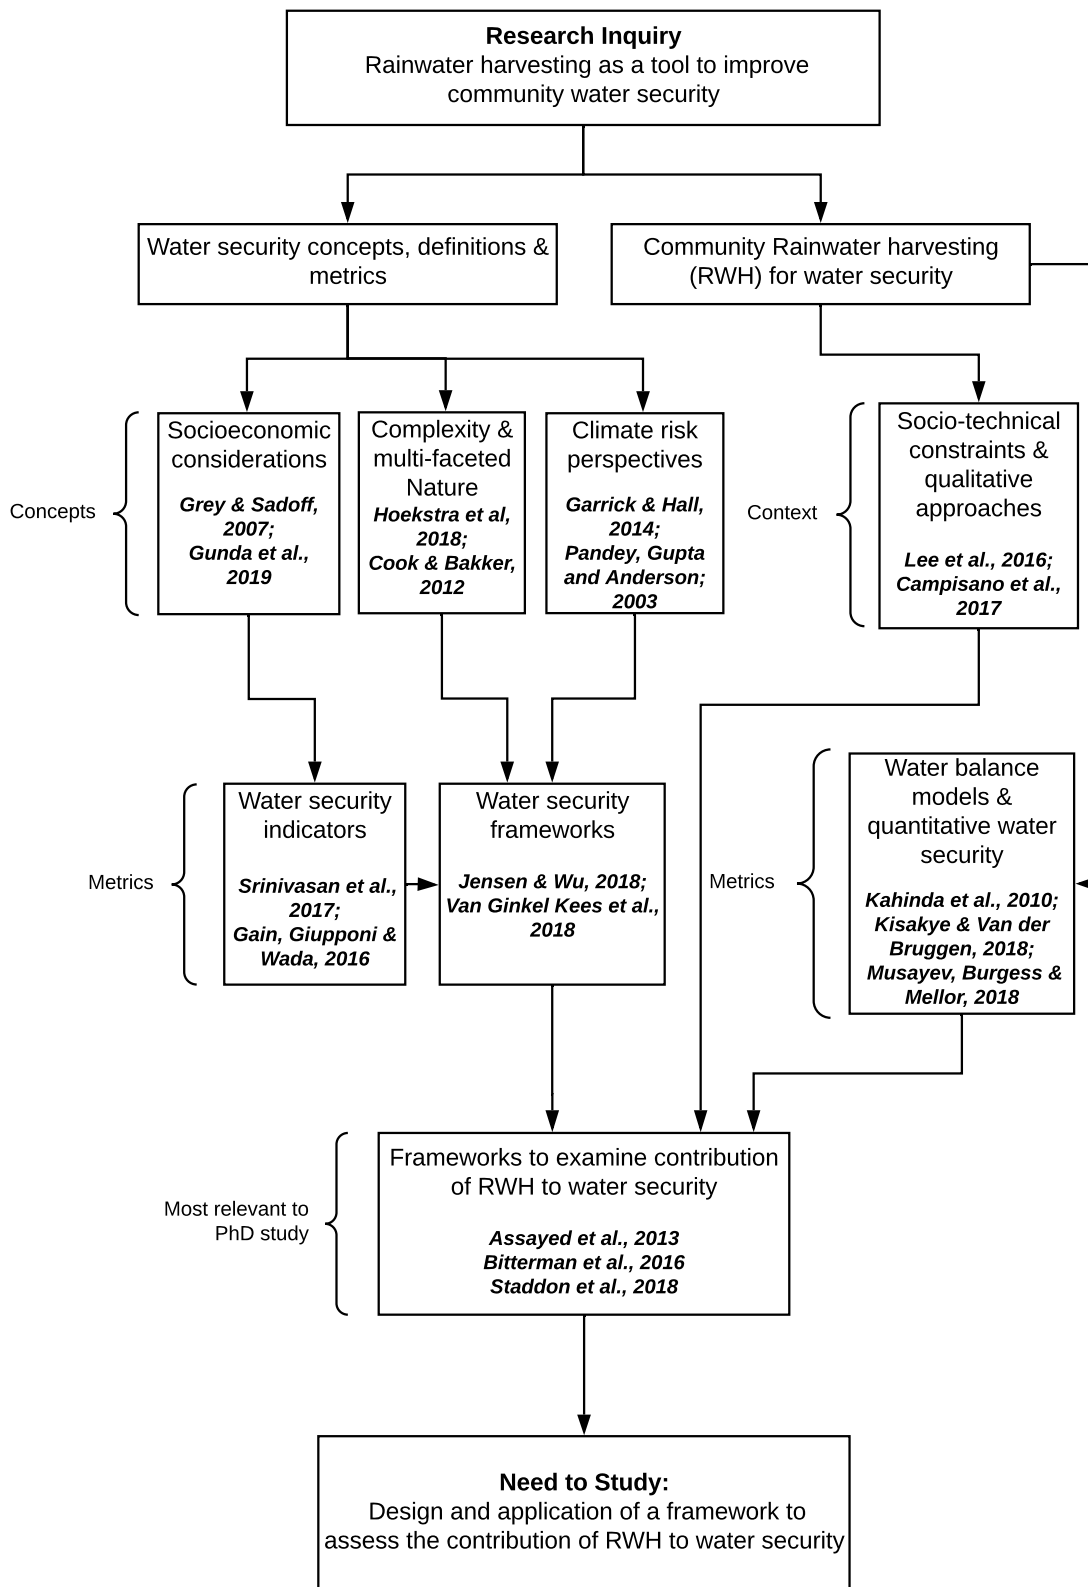 Research Inquiry
Rainwater harvesting as a tool to improve
community water security
Water security concepts, definitions &
metrics
Community Rainwater harvesting
(RWH) for water security
Concepts
Socioeconomic
considerations
Grey & Sadoff,
2007;
Gunda et al.,
2019
Complexity &
multi-faceted
Nature
Hoekstra et al,
2018;
Cook & Bakker,
2012
Climate risk
perspectives
Garrick & Hall,
2014;
Pandey, Gupta
and Anderson;
2003
Context
Socio-technical
constraints &
qualitative
approaches
Lee et al., 2016;
Campisano et al.,
2017
Metrics
Water security
indicators
Srinivasan et al.,
2017;
Gain, Giupponi &
Wada, 2016
Water security
frameworks
Jensen & Wu, 2018;
Van Ginkel Kees et al.,
2018
Metrics
Water balance
models &
quantitative water
security
Kahinda et al., 2010;
Kisakye & Van der
Bruggen, 2018;
Musayev, Burgess &
Mellor, 2018
Most relevant to
PhD study
Frameworks to examine contribution
of RWH to water security
Assayed et al., 2013
Bitterman et al., 2016
Staddon et al., 2018
Need to Study:
Design and application of a framework to
assess the contribution of RWH to water security